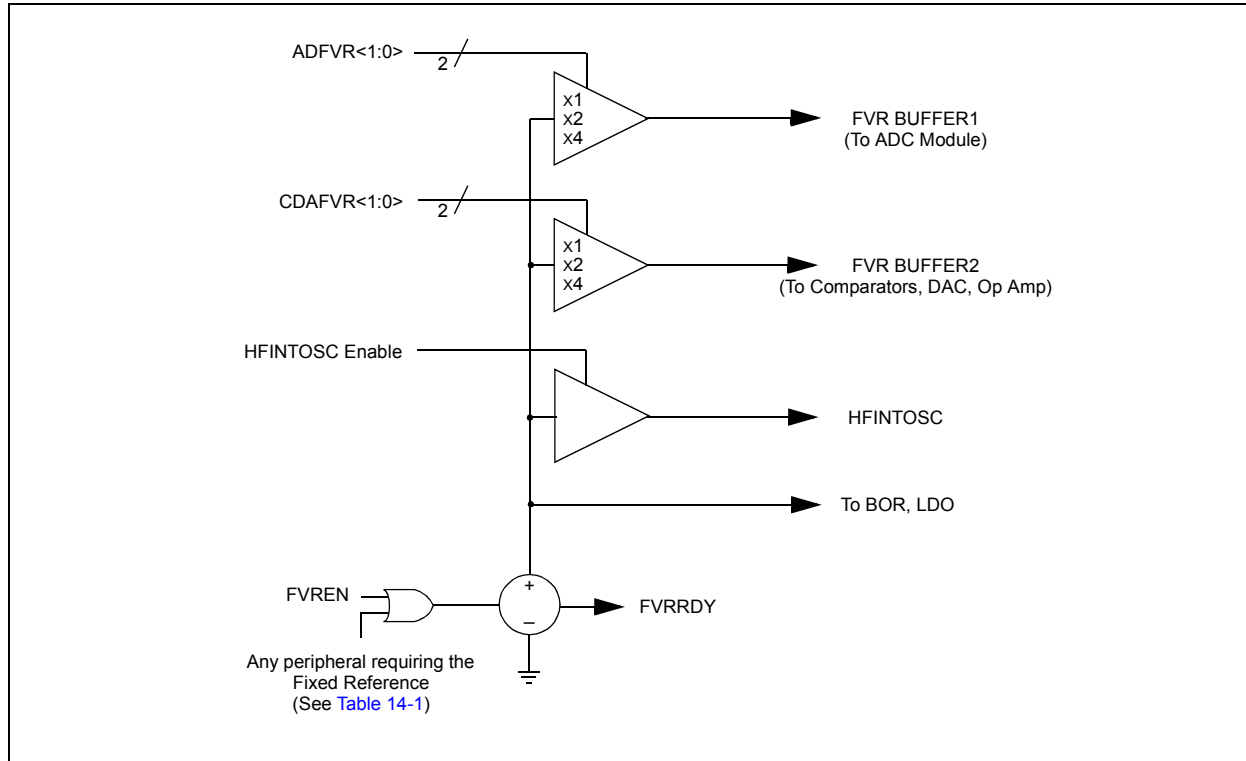 ADFVR<1:0>
2
X1
X2
X4
FVR BUFFER1
(To ADC Module)
CDAFVR<1:0>
2
X1
X2
X4
FVR BUFFER2
(To Comparators, DAC, Op Amp)
HFINTOSC Enable
HFINTOSC
To BOR, LDO
FVREN
+
–
FVRRDY
Any peripheral requiring the
Fixed Reference
(See Table 14-1)